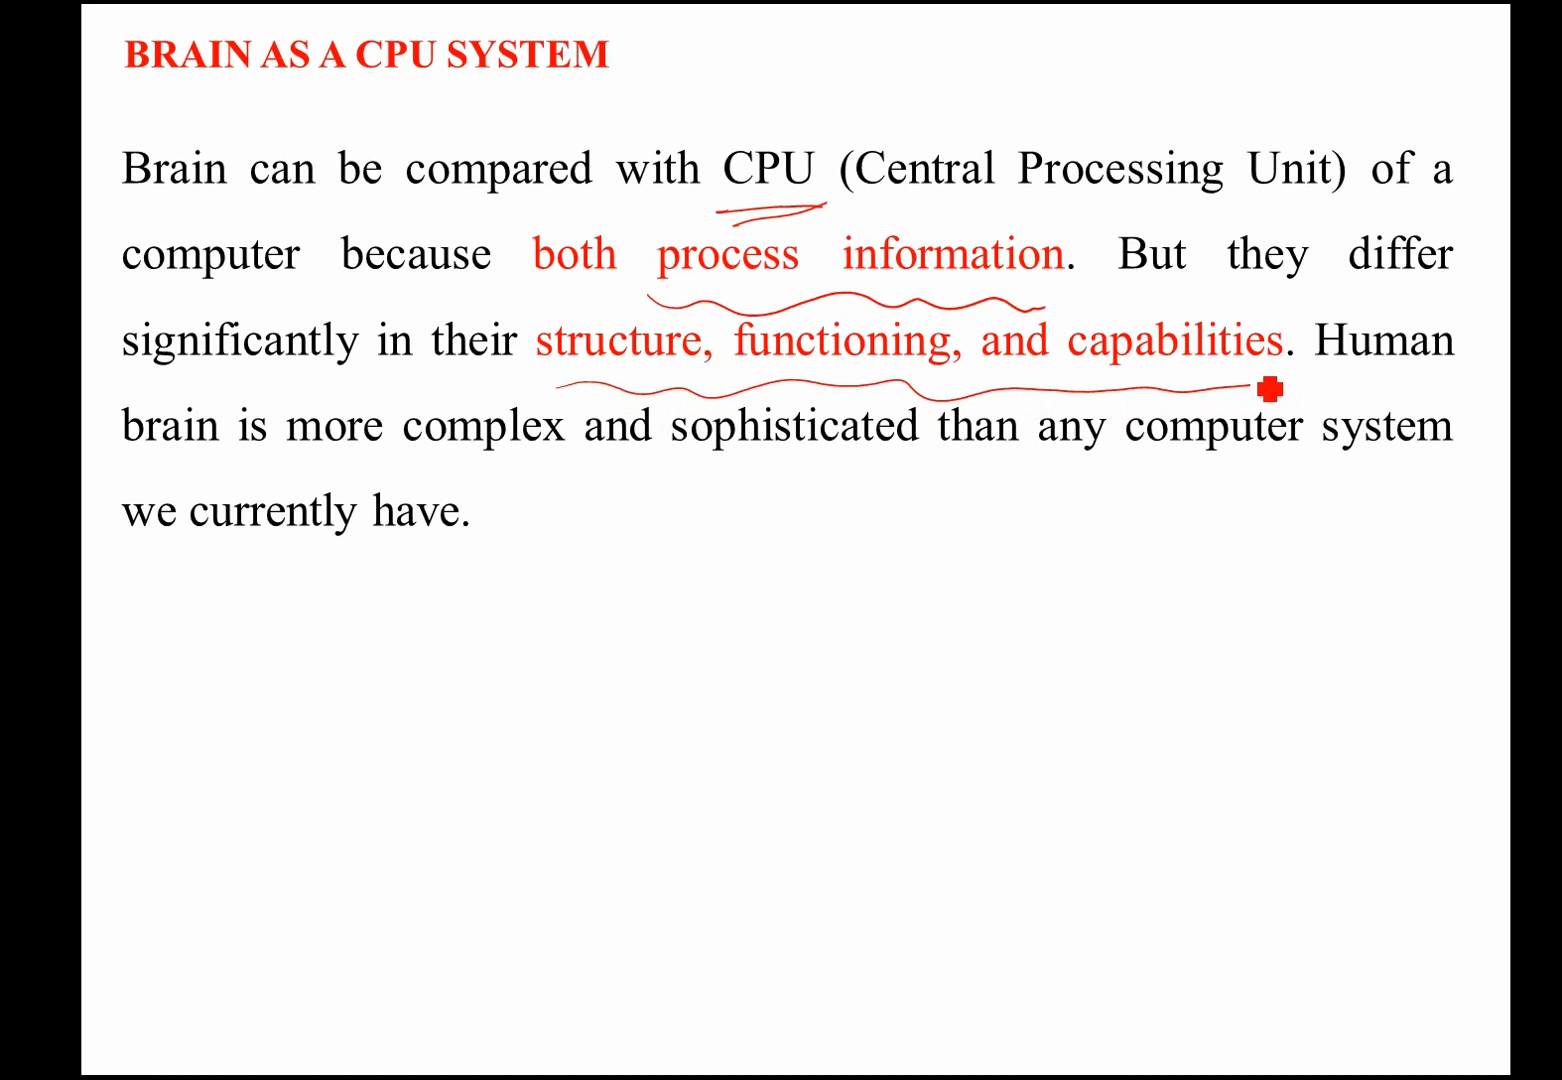 BRAIN AS A CPU SYSTEM
Brain can be compared with CPU (Central Processing Unit) of a
computer because both process information. But they differ
significantly in their structure, functioning, and capabilities. Human
brain is more complex and sophisticated than any computer system
we currently have.